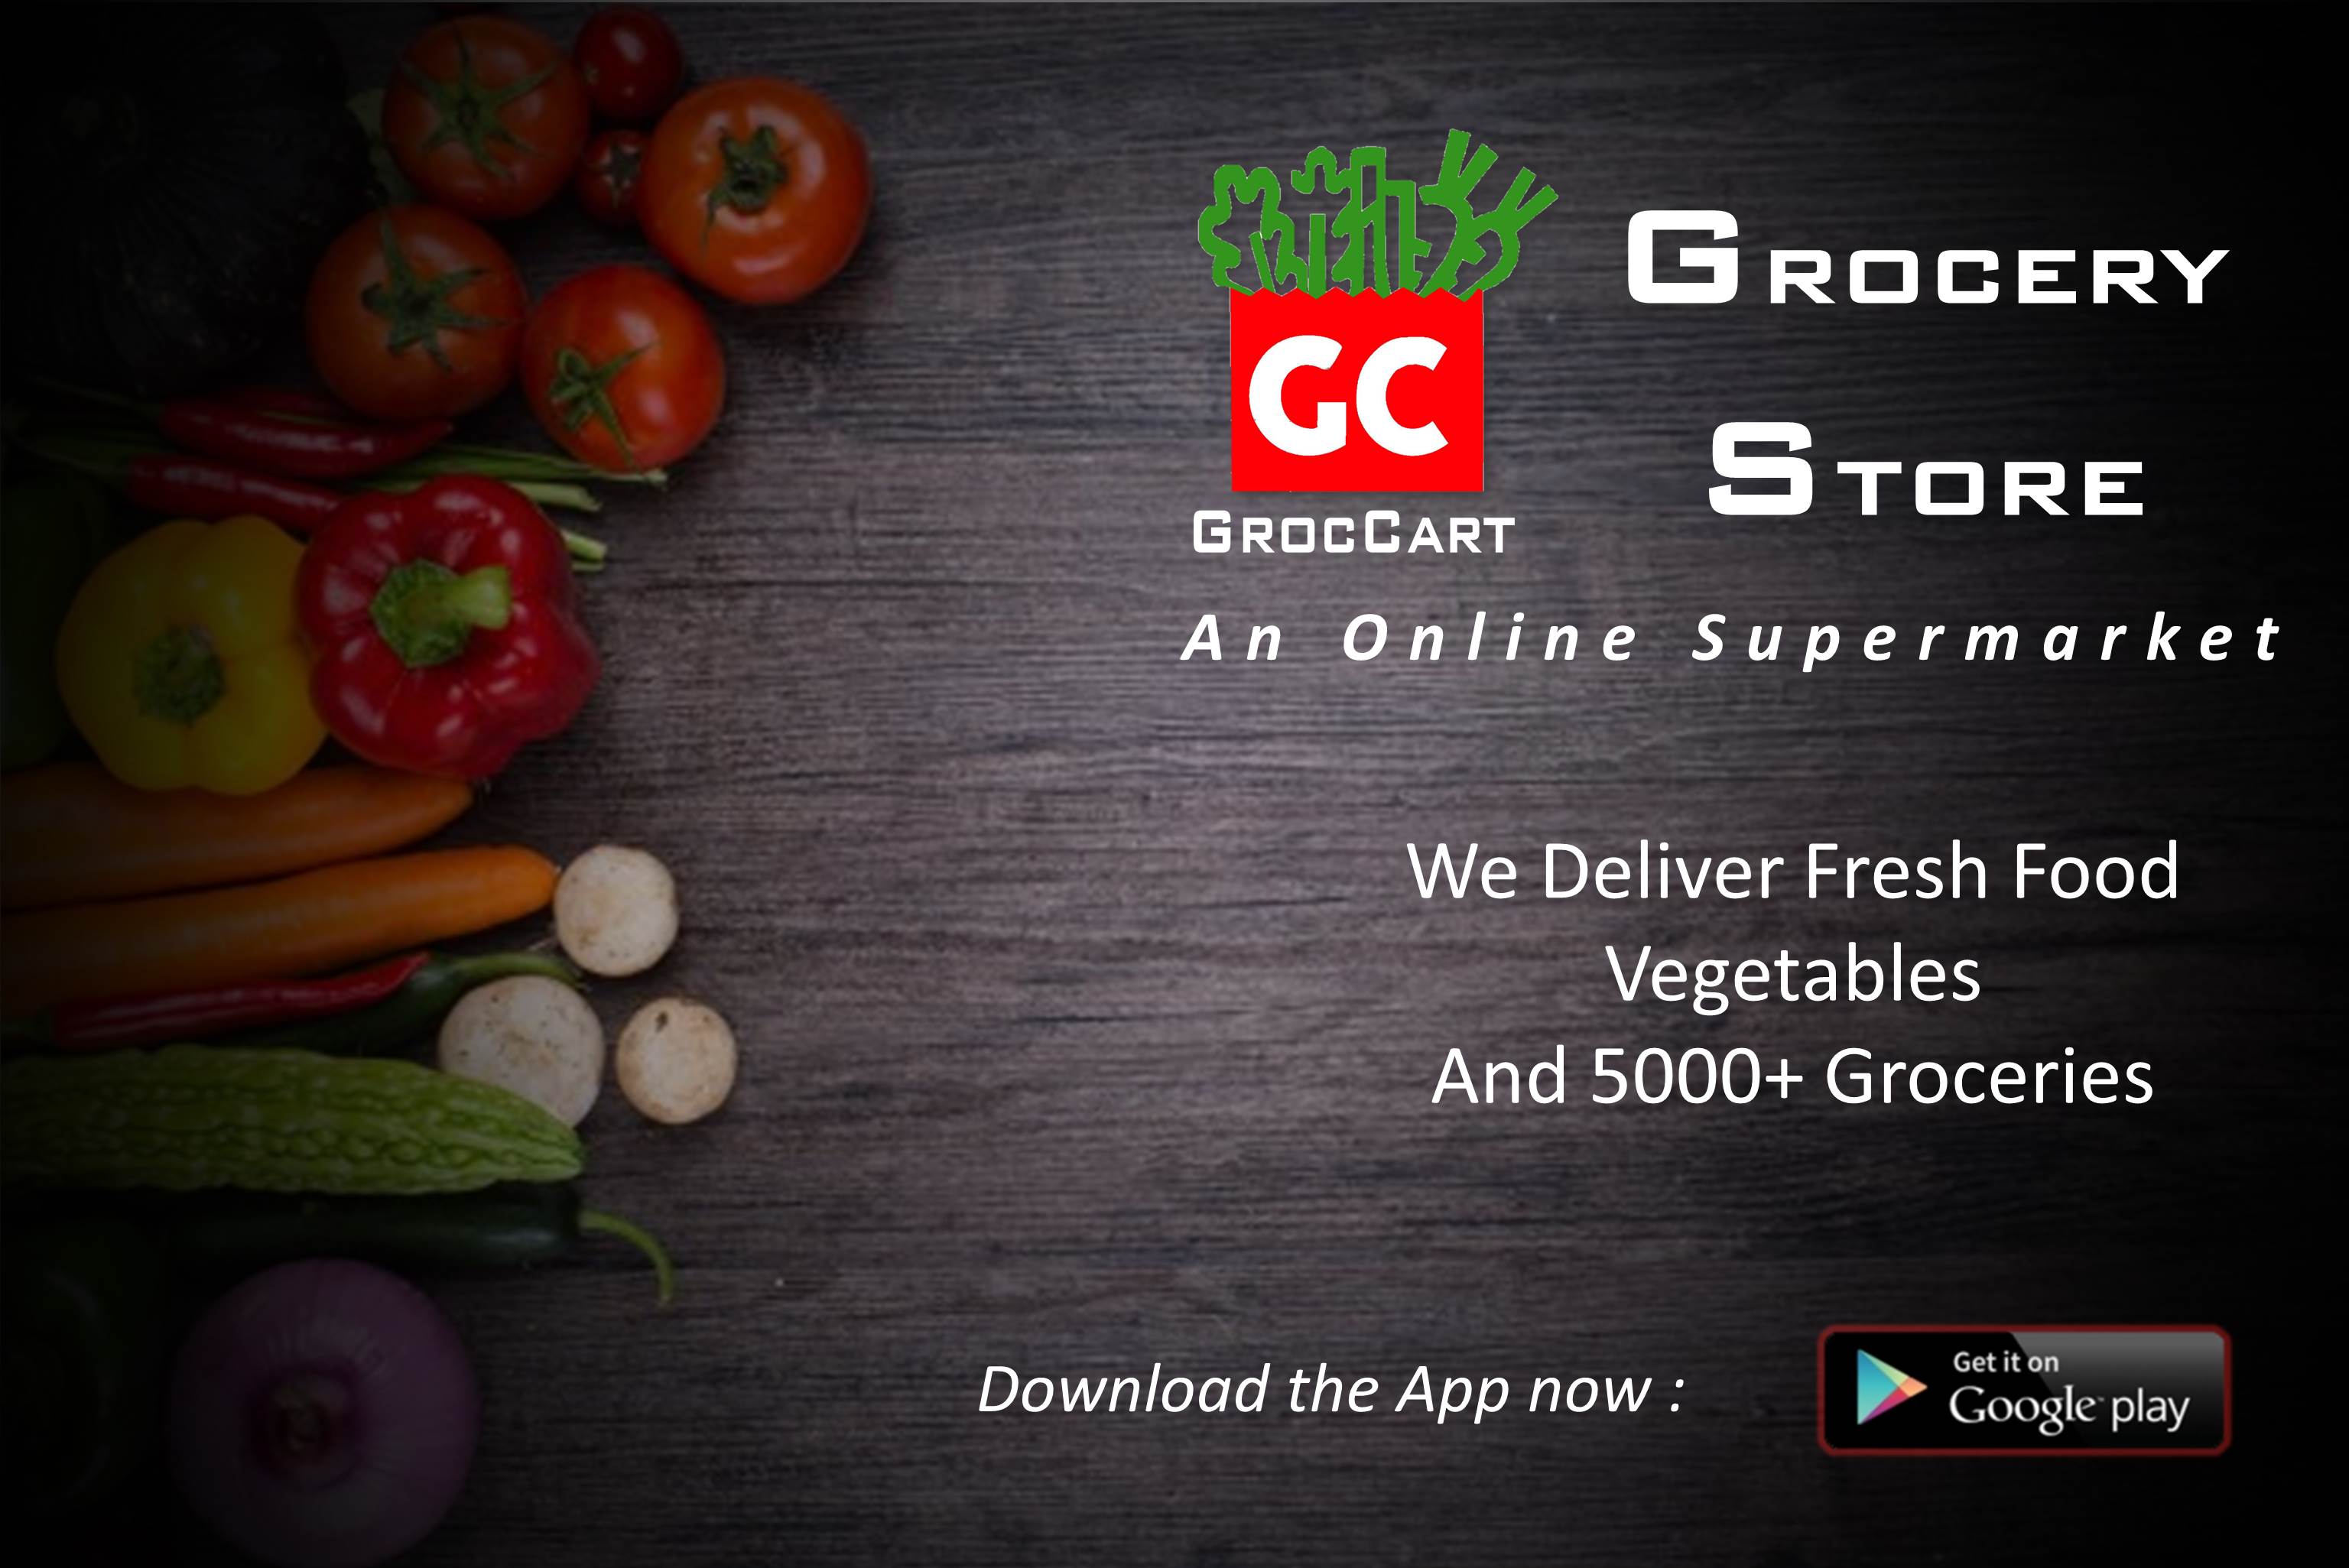 GC
GROCCART
GROCERY
STORE
An Online Supermarket
We Deliver Fresh Food
Vegetables
And 5000+ Groceries
Download the App now :
Get it on
Google play